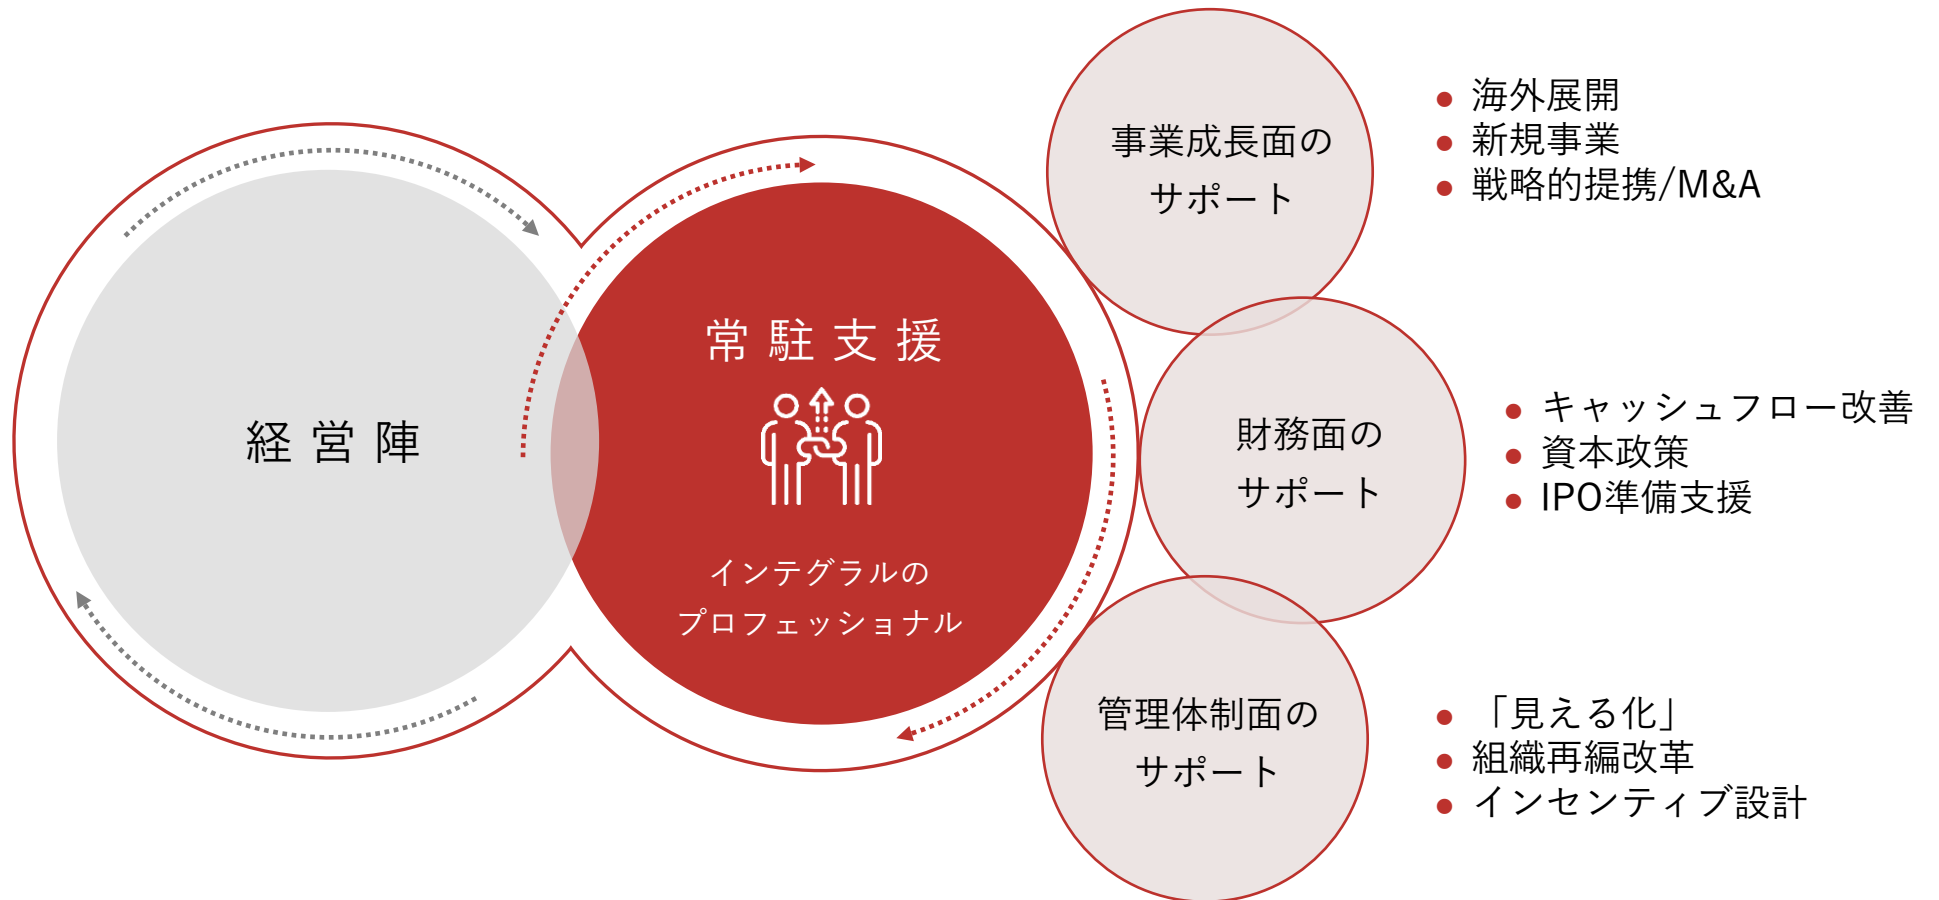 経営陣
常駐支援
インテグラルの
プロフェッショナル
事業成長面の
サポート
● 海外展開
● 新規事業
● 戦略的提携/M&A
財務面の
サポート
● キャッシュフロー改善
● 資本政策
● IPO準備支援
管理体制面の
サポート
● 「見える化」
● 組織再編改革
● インセンティブ設計